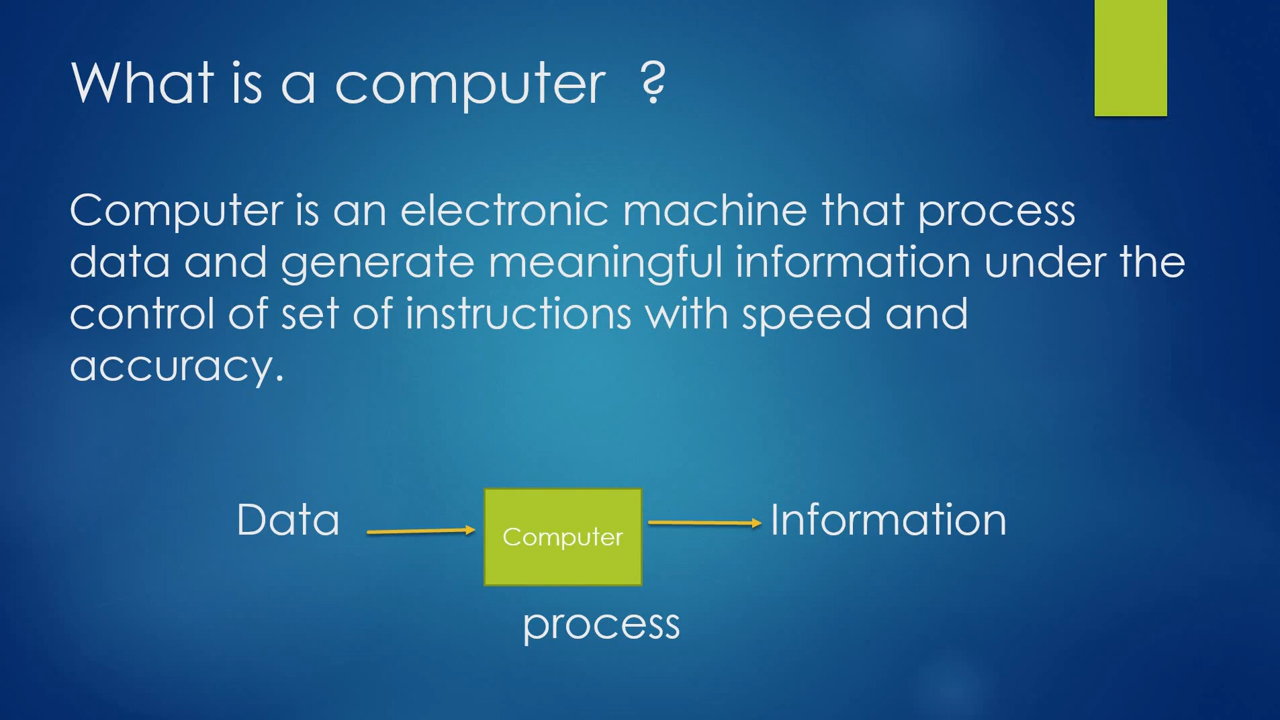 What is a computer ?
Computer is an electronic machine that process
data and generate meaningful information under the
control of set of instructions with speed and
accuracy.
Data
Computer
Information
process